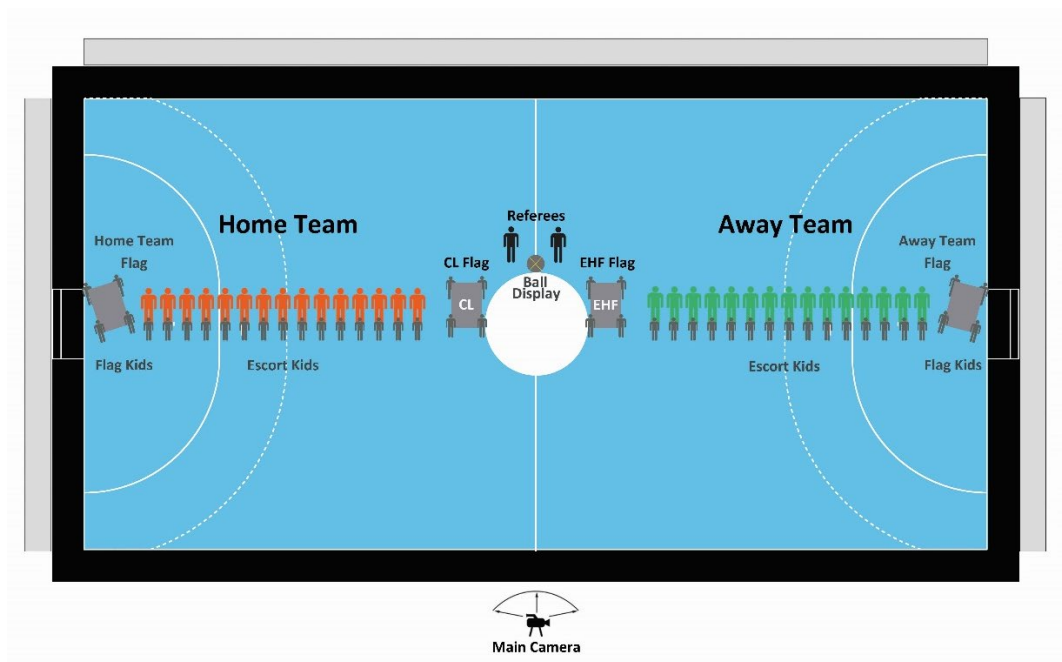 Home Team
Referees
Away Team
Home Team
Flag
CL Flag
EHF Flag
Away Team
Flag
Ball
Display
CL
EHF
Flag Kids
Escort Kids
Escort Kids
Flag Kids
Main Camera